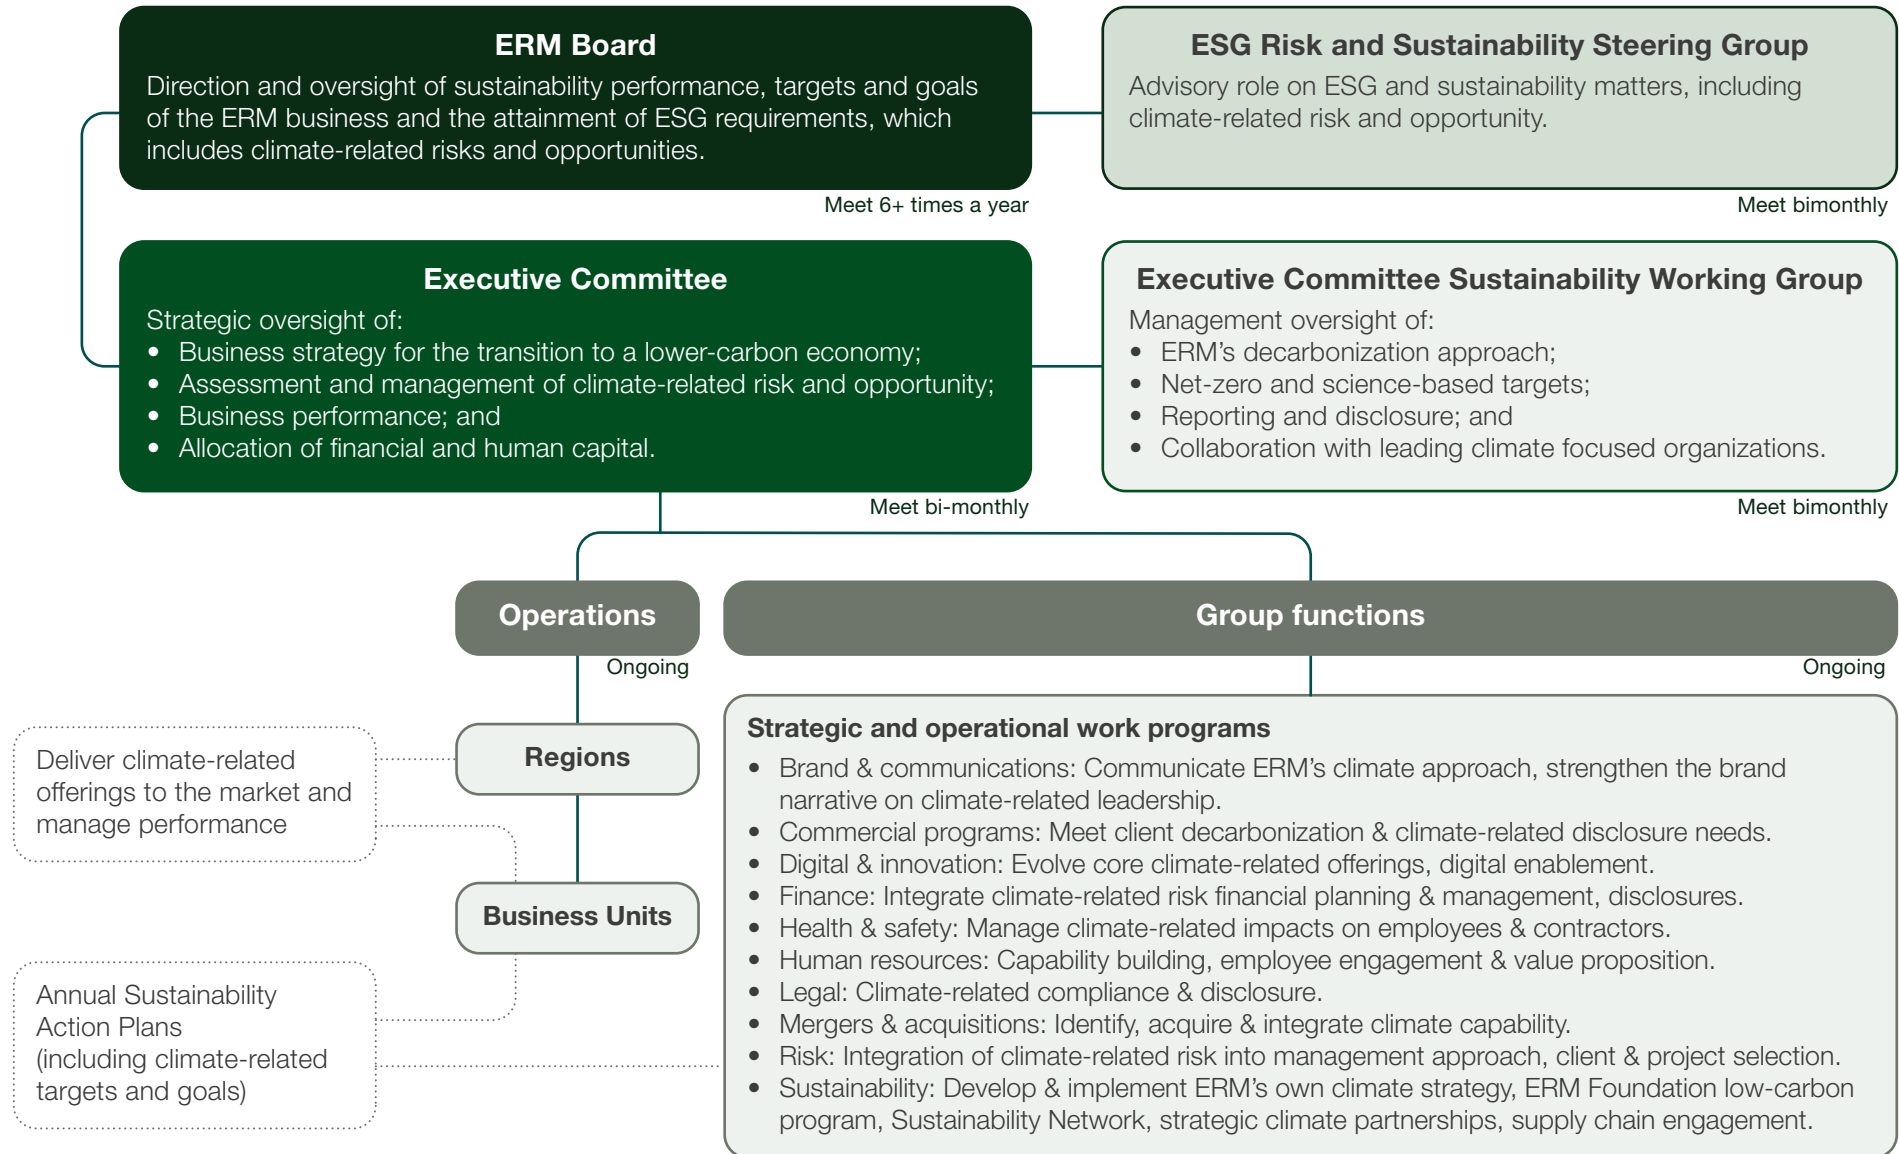 ERM Board
Direction and oversight of sustainability performance, targets and goals
of the ERM business and the attainment of ESG requirements, which
includes climate-related risks and opportunities.
Meet 6+ times a year
ESG Risk and Sustainability Steering Group
Advisory role on ESG and sustainability matters, including
climate-related risk and opportunity.
Meet bimonthly
Executive Committee
Strategic oversight of:
• Business strategy for the transition to a lower-carbon economy;
• Assessment and management of climate-related risk and opportunity;
• Business performance; and
• Allocation of financial and human capital.
Meet bi-monthly
Executive Committee Sustainability Working Group
Management oversight of:
• ERM’s decarbonization approach;
• Net-zero and science-based targets;
• Reporting and disclosure; and
• Collaboration with leading climate focused organizations.
Meet bimonthly
Operations
Ongoing
Group functions
Ongoing
Regions
Business Units
Deliver climate-related
offerings to the market and
manage performance
Annual Sustainability
Action Plans
(including climate-related
targets and goals)
Strategic and operational work programs
• Brand & communications: Communicate ERM’s climate approach, strengthen the brand
narrative on climate-related leadership.
• Commercial programs: Meet client decarbonization & climate-related disclosure needs.
• Digital & innovation: Evolve core climate-related offerings, digital enablement.
• Finance: Integrate climate-related risk financial planning & management, disclosures.
• Health & safety: Manage climate-related impacts on employees & contractors.
• Human resources: Capability building, employee engagement & value proposition.
• Legal: Climate-related compliance & disclosure.
• Mergers & acquisitions: Identify, acquire & integrate climate capability.
• Risk: Integration of climate-related risk into management approach, client & project selection.
• Sustainability: Develop & implement ERM’s own climate strategy, ERM Foundation low-carbon
program, Sustainability Network, strategic climate partnerships, supply chain engagement.